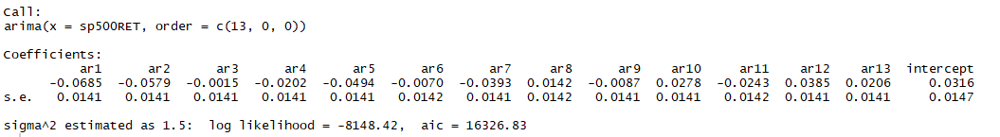 Call:
arima(x = sp500RET, order = c(13, 0, 0))
Coefficients:
ar1 ar2 ar3 ar4 ar5 ar6 ar7 ar8 ar9 ar10 ar11 ar12 ar13 intercept
-0.0685 -0.0579 -0.0015 -0.0202 -0.0494 -0.0070 -0.0393 0.0142 -0.0087 0.0278 -0.0243 0.0385 0.0206 0.0316
s.e. 0.0141 0.0141 0.0141 0.0141 0.0141 0.0142 0.0141 0.0142 0.0141 0.0141 0.0142 0.0141 0.0141 0.0147
sigma^2 estimated as 1.5: log likelihood = -8148.42, aic = 16326.83